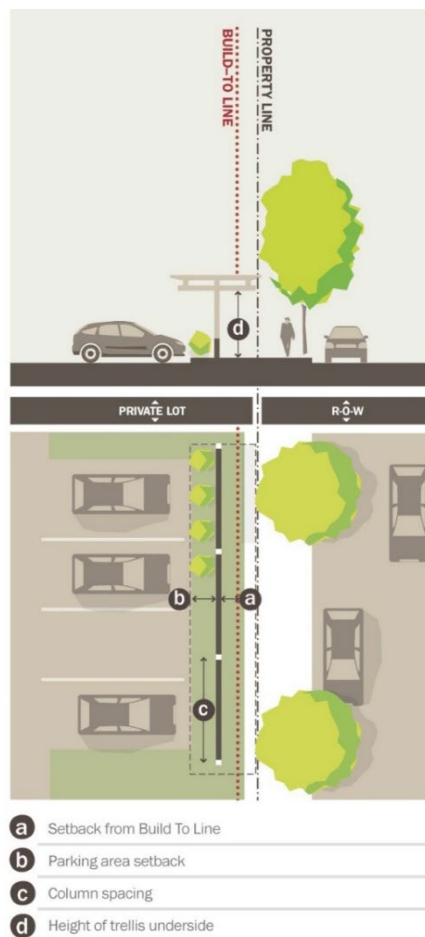 BUILD-TO LINE
PROPERTY LINE
d
PRIVATE LOT
R-O-W
b
a
c
a Setback from Build To Line
b Parking area setback
c Column spacing
d Height of trellis underside